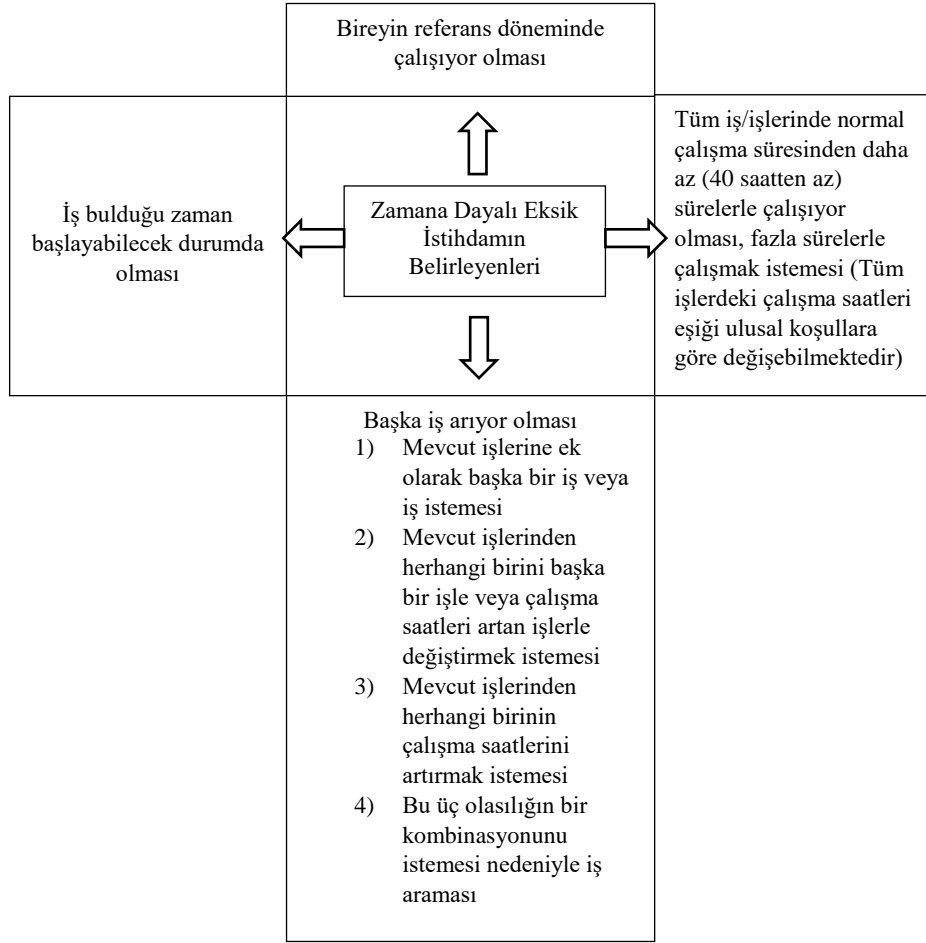 Bireyin referans döneminde
çalışıyor olması
İş bulduğu zaman
başlayabilecek durumda
olması
Zamana Dayalı Eksik
İstihdamın
Belirleyenleri
Tüm iş/işlerinde normal
çalışma süresinden daha
az (40 saatten az)
sürelerle çalışıyor
olması, fazla sürelerle
çalışmak istemesi (Tüm
işlerdeki çalışma saatleri
eşiği ulusal koşullara
göre değişebilmektedir)
Başka iş arıyor olması
1) Mevcut işlerine ek
olarak başka bir iş veya
iş istemesi
2) Mevcut işlerinden
herhangi birini başka
bir işle veya çalışma
saatleri artan işlerle
değiştirmek istemesi
3) Mevcut işlerinden
herhangi birinin
çalışma saatlerini
artırmak istemesi
4) Bu üç olasılığın bir
kombinasyonunu
istemesi nedeniyle iş
araması